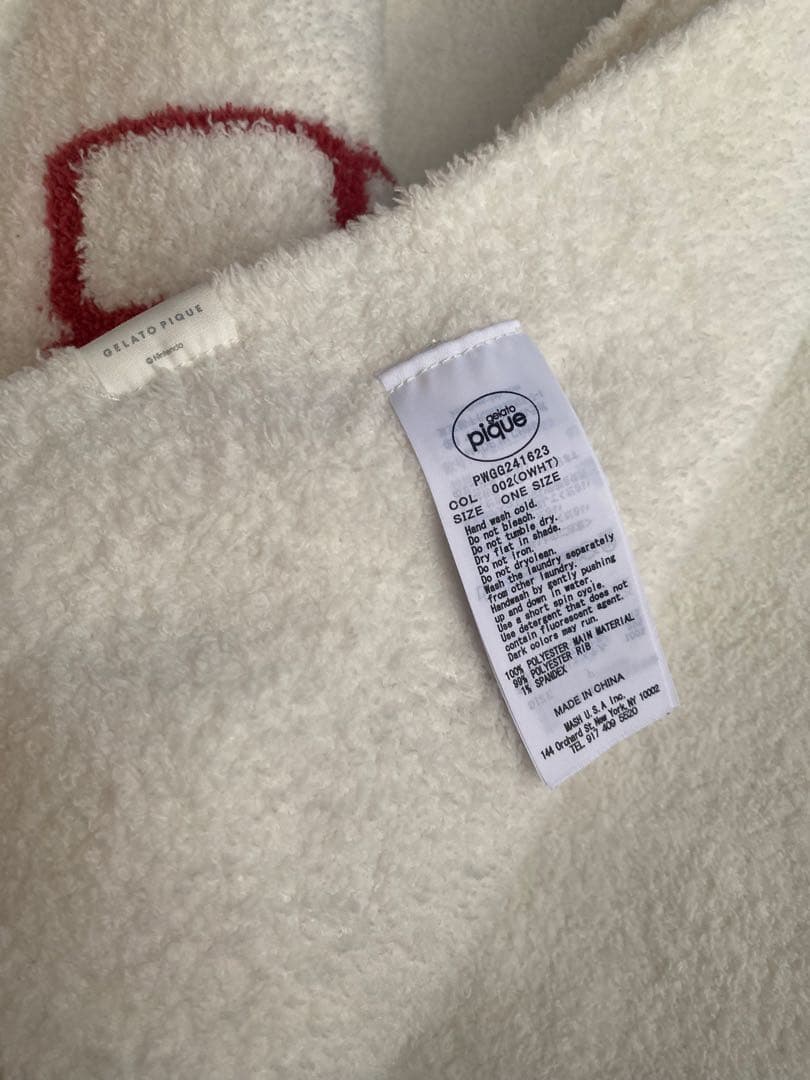 GELATO PIQUE
© Nintendo
gelato
pique
PWGG241623
COL 002(OWHT)
SIZE ONE SIZE
Hand wash cold.
Do not bleach.
Do not tumble dry.
Dry flat in shade.
Do not iron.
Do not dryclean.
Wash the laundry separately
from other laundry.
Handwash by gently pushing
up and down in water.
Use a short spin cycle.
Use detergent that does not
contain fluorescent agent.
Dark colors may run.
100% POLYESTER MAIN MATERIAL
99% POLYESTER RIB
1% SPANDEX
MADE IN CHINA
MASH U.S.A Inc.
144 Orchard St, New York, NY 10002
TEL 917 409 5520